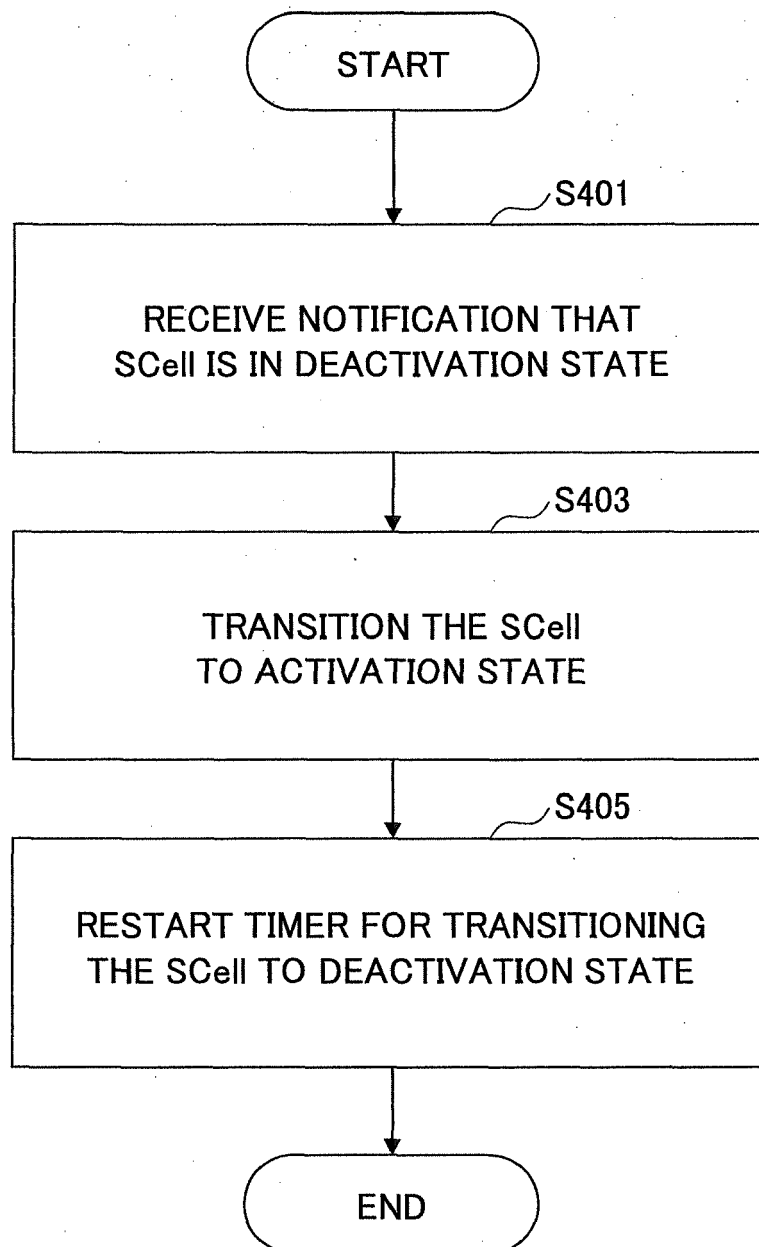 START
S401
RECEIVE NOTIFICATION THAT
SCell IS IN DEACTIVATION STATE
S403
TRANSITION THE SCell
TO ACTIVATION STATE
S405
RESTART TIMER FOR TRANSITIONING
THE SCell TO DEACTIVATION STATE
END